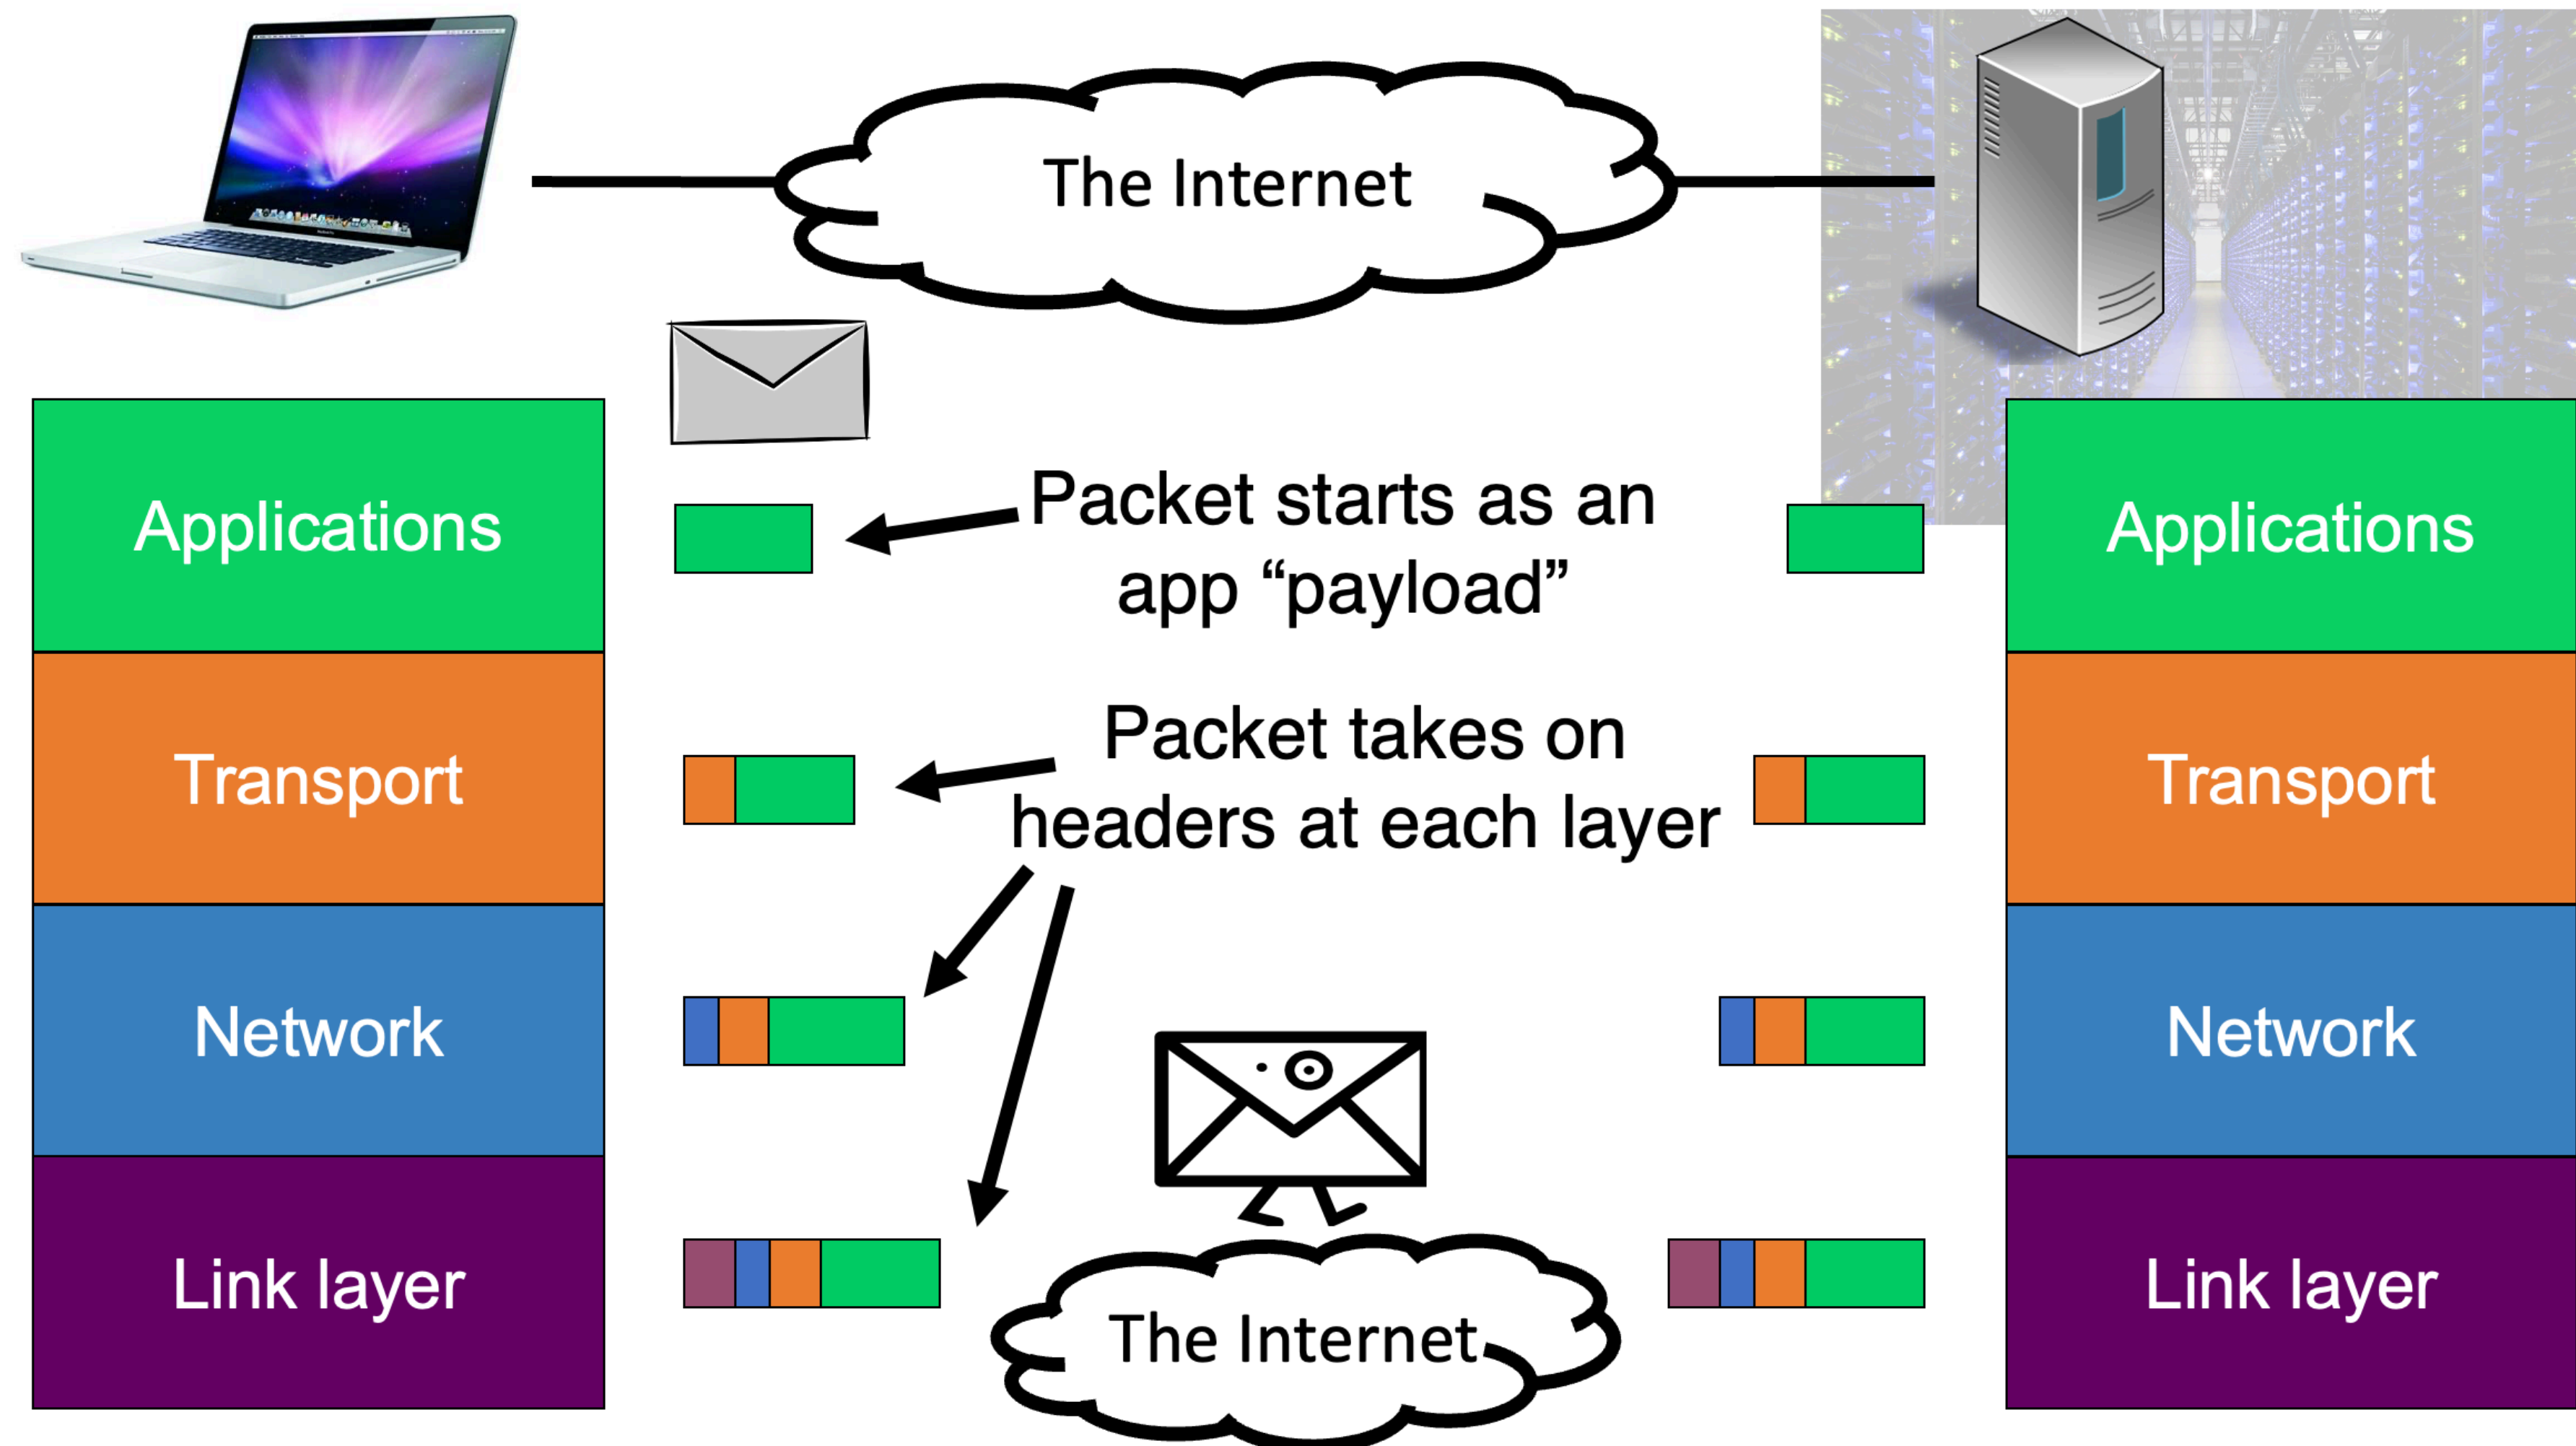 The Internet
Packet starts as an
app “payload”
Packet takes on
headers at each layer
The Internet
Applications
Transport
Network
Link layer
Applications
Transport
Network
Link layer